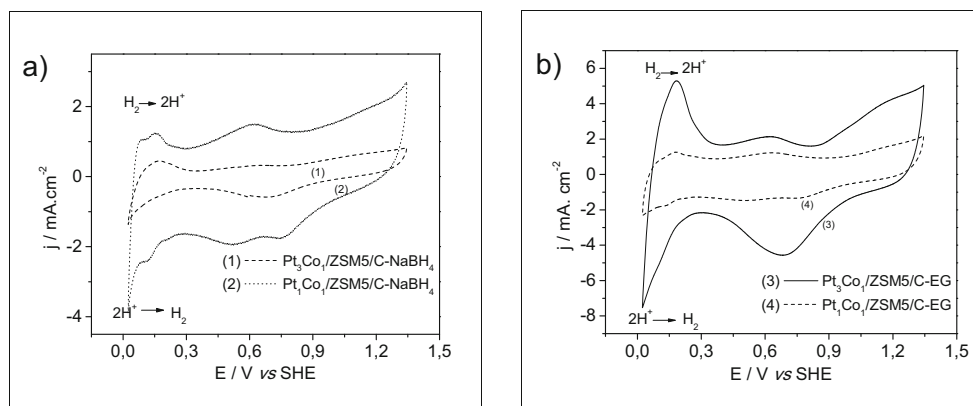 a)
H₂→ 2H⁺
2
0
-2
-4
j / mA.cm⁻²
(1)
(2)
(1) Pt₃Co₁/ZSM5/C-NaBH₄
(2) Pt₁Co₁/ZSM5/C-NaBH₄
2H⁺ → H₂
0,0 0,3 0,6 0,9 1,2 1,5
E / V vs SHE
b)
H₂→ 2H⁺
6
4
2
0
-2
-4
-6
-8
j / mA. cm⁻²
(4)
(3)
(3) Pt₃Co₁/ZSM5/C-EG
(4) Pt₁Co₁/ZSM5/C-EG
2H⁺ → H₂
0,0 0,3 0,6 0,9 1,2 1,5
E / V vs SHE